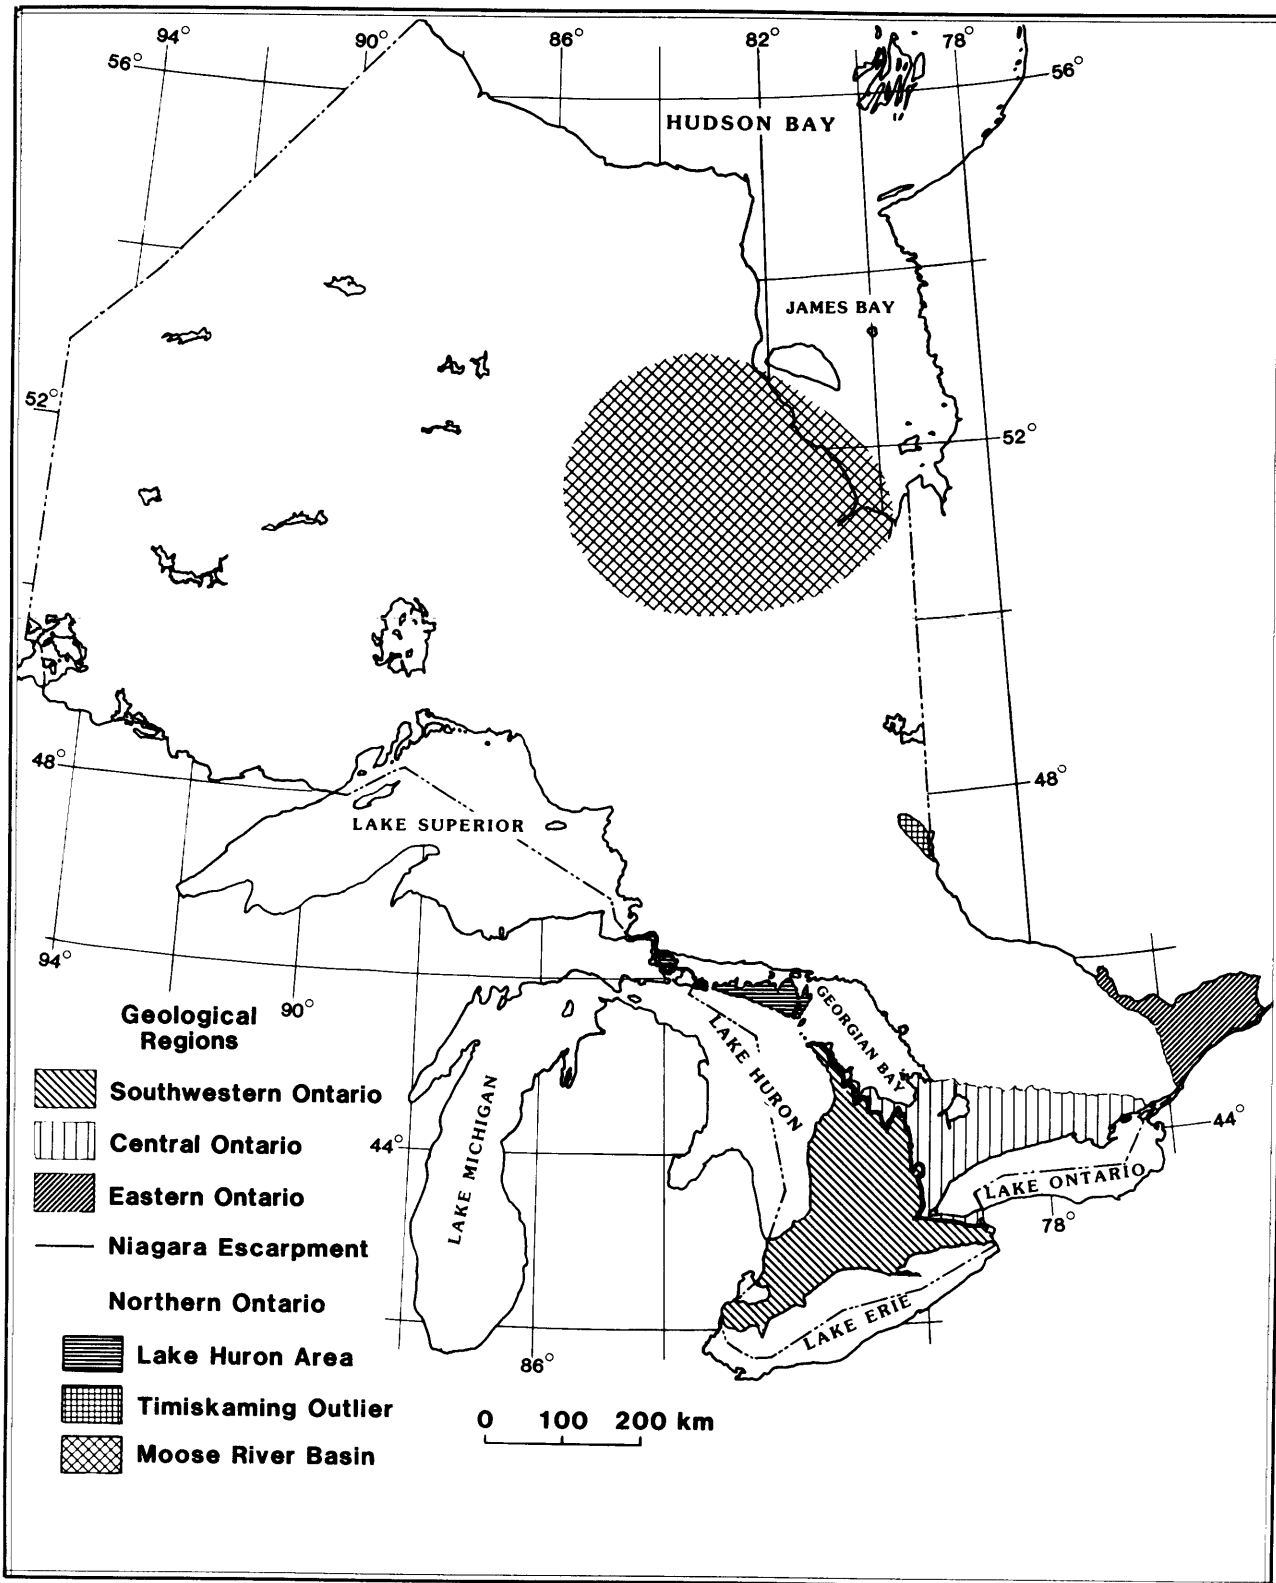 94° 90° 86° 82° 78°
56° 56°
HUDSON BAY
JAMES BAY
52° 52°
48° 48°
LAKE SUPERIOR
94°
90°
GEORGIAN BAY
LAKE HURON
LAKE MICHIGAN
44° 44°
LAKE ONTARIO
78°
LAKE ERIE
86°
Geological
Regions
Southwestern Ontario
Central Ontario
Eastern Ontario
Niagara Escarpment
Northern Ontario
Lake Huron Area
Timiskaming Outlier
Moose River Basin
0 100 200 km